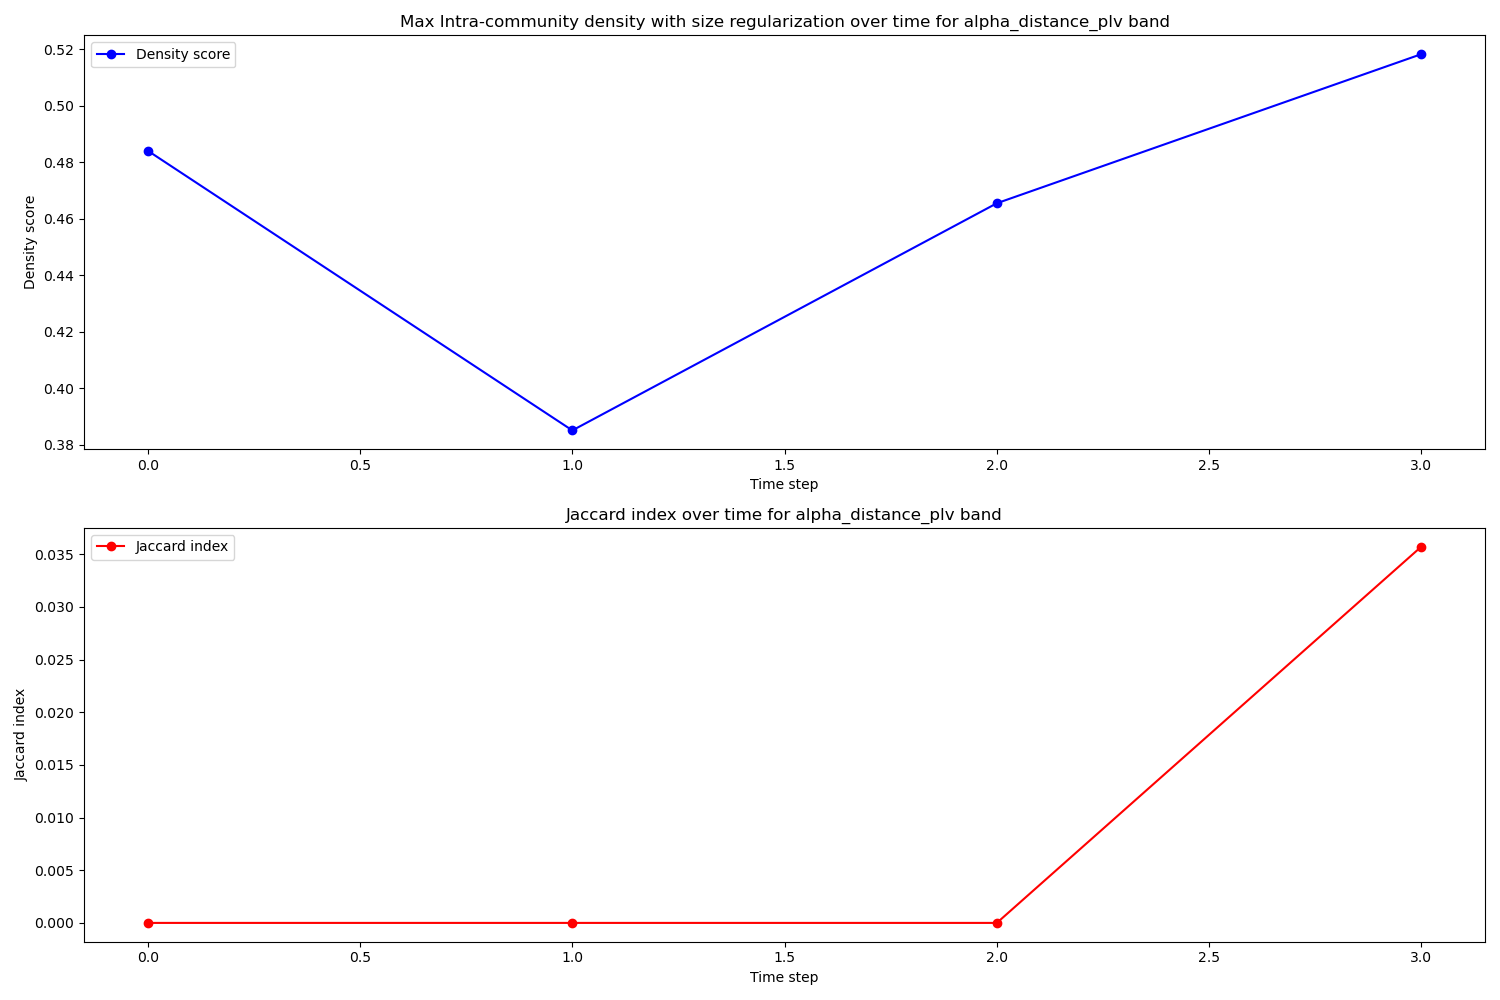 Max Intra-community density with size regularization over time for alpha_distance_plv band
Density score
0.52
0.50
0.48
0.46
0.44
0.42
0.40
0.38
Density score
0.0 0.5 1.0 1.5 2.0 2.5 3.0
Time step
Jaccard index over time for alpha_distance_plv band
Jaccard index
0.035
0.030
0.025
0.020
0.015
0.010
0.005
0.000
Jaccard index
0.0 0.5 1.0 1.5 2.0 2.5 3.0
Time step